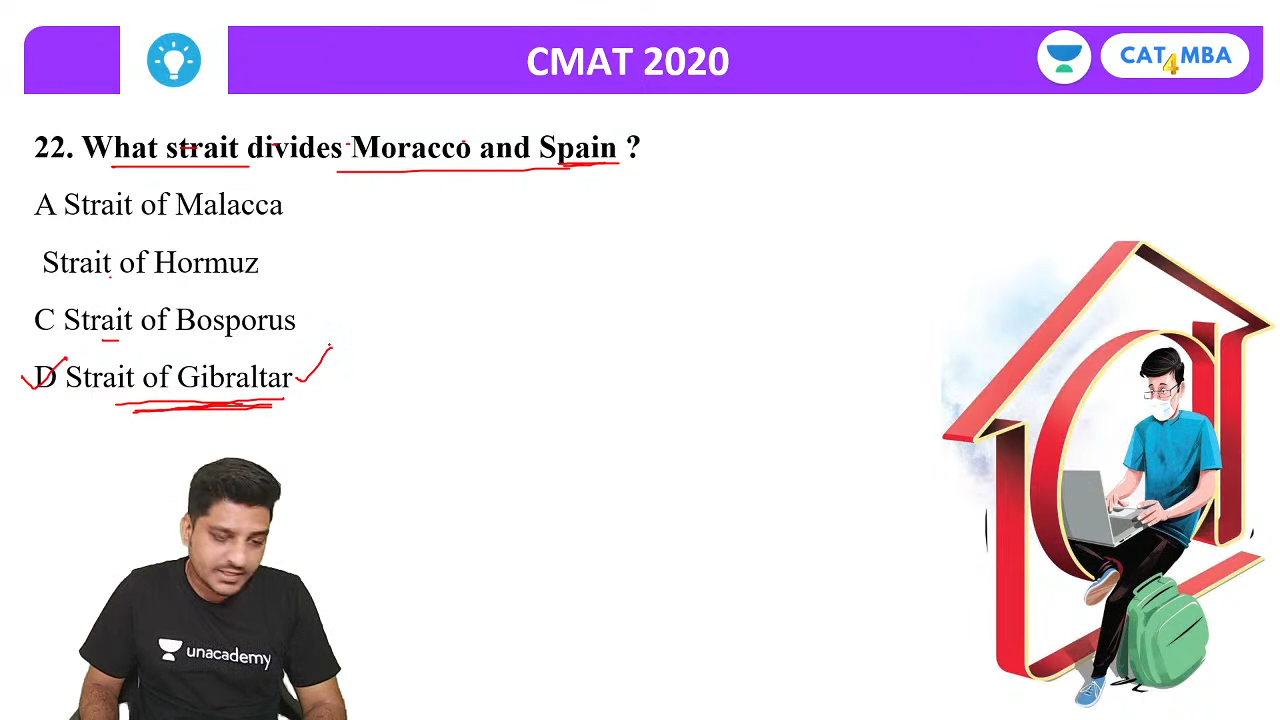 CMAT 2020
CAT4MBA
22. What strait divides Moracco and Spain ?
A Strait of Malacca
Strait of Hormuz
C Strait of Bosporus
D Strait of Gibraltar
unacademy